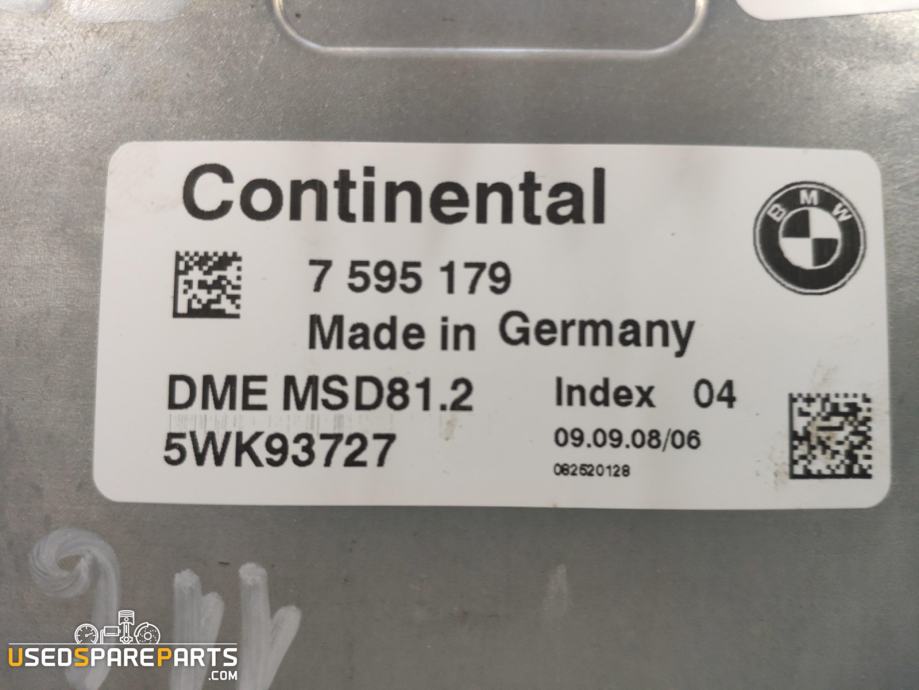 Continental
BMW
7 595 179
Made in Germany
DME MSD81.2
Index 04
5WK93727
09.09.08/06
082520128
USEDSPAREPARTS
.COM